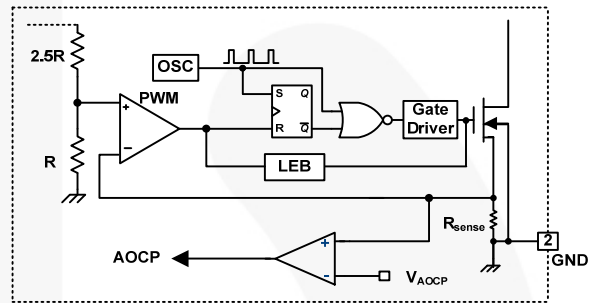 2.5R
OSC
PWM
+
−
S Q
R Q̅
Gate
Driver
R
LEB
Rsense
2
GND
AOCP
+
-
VAOCP